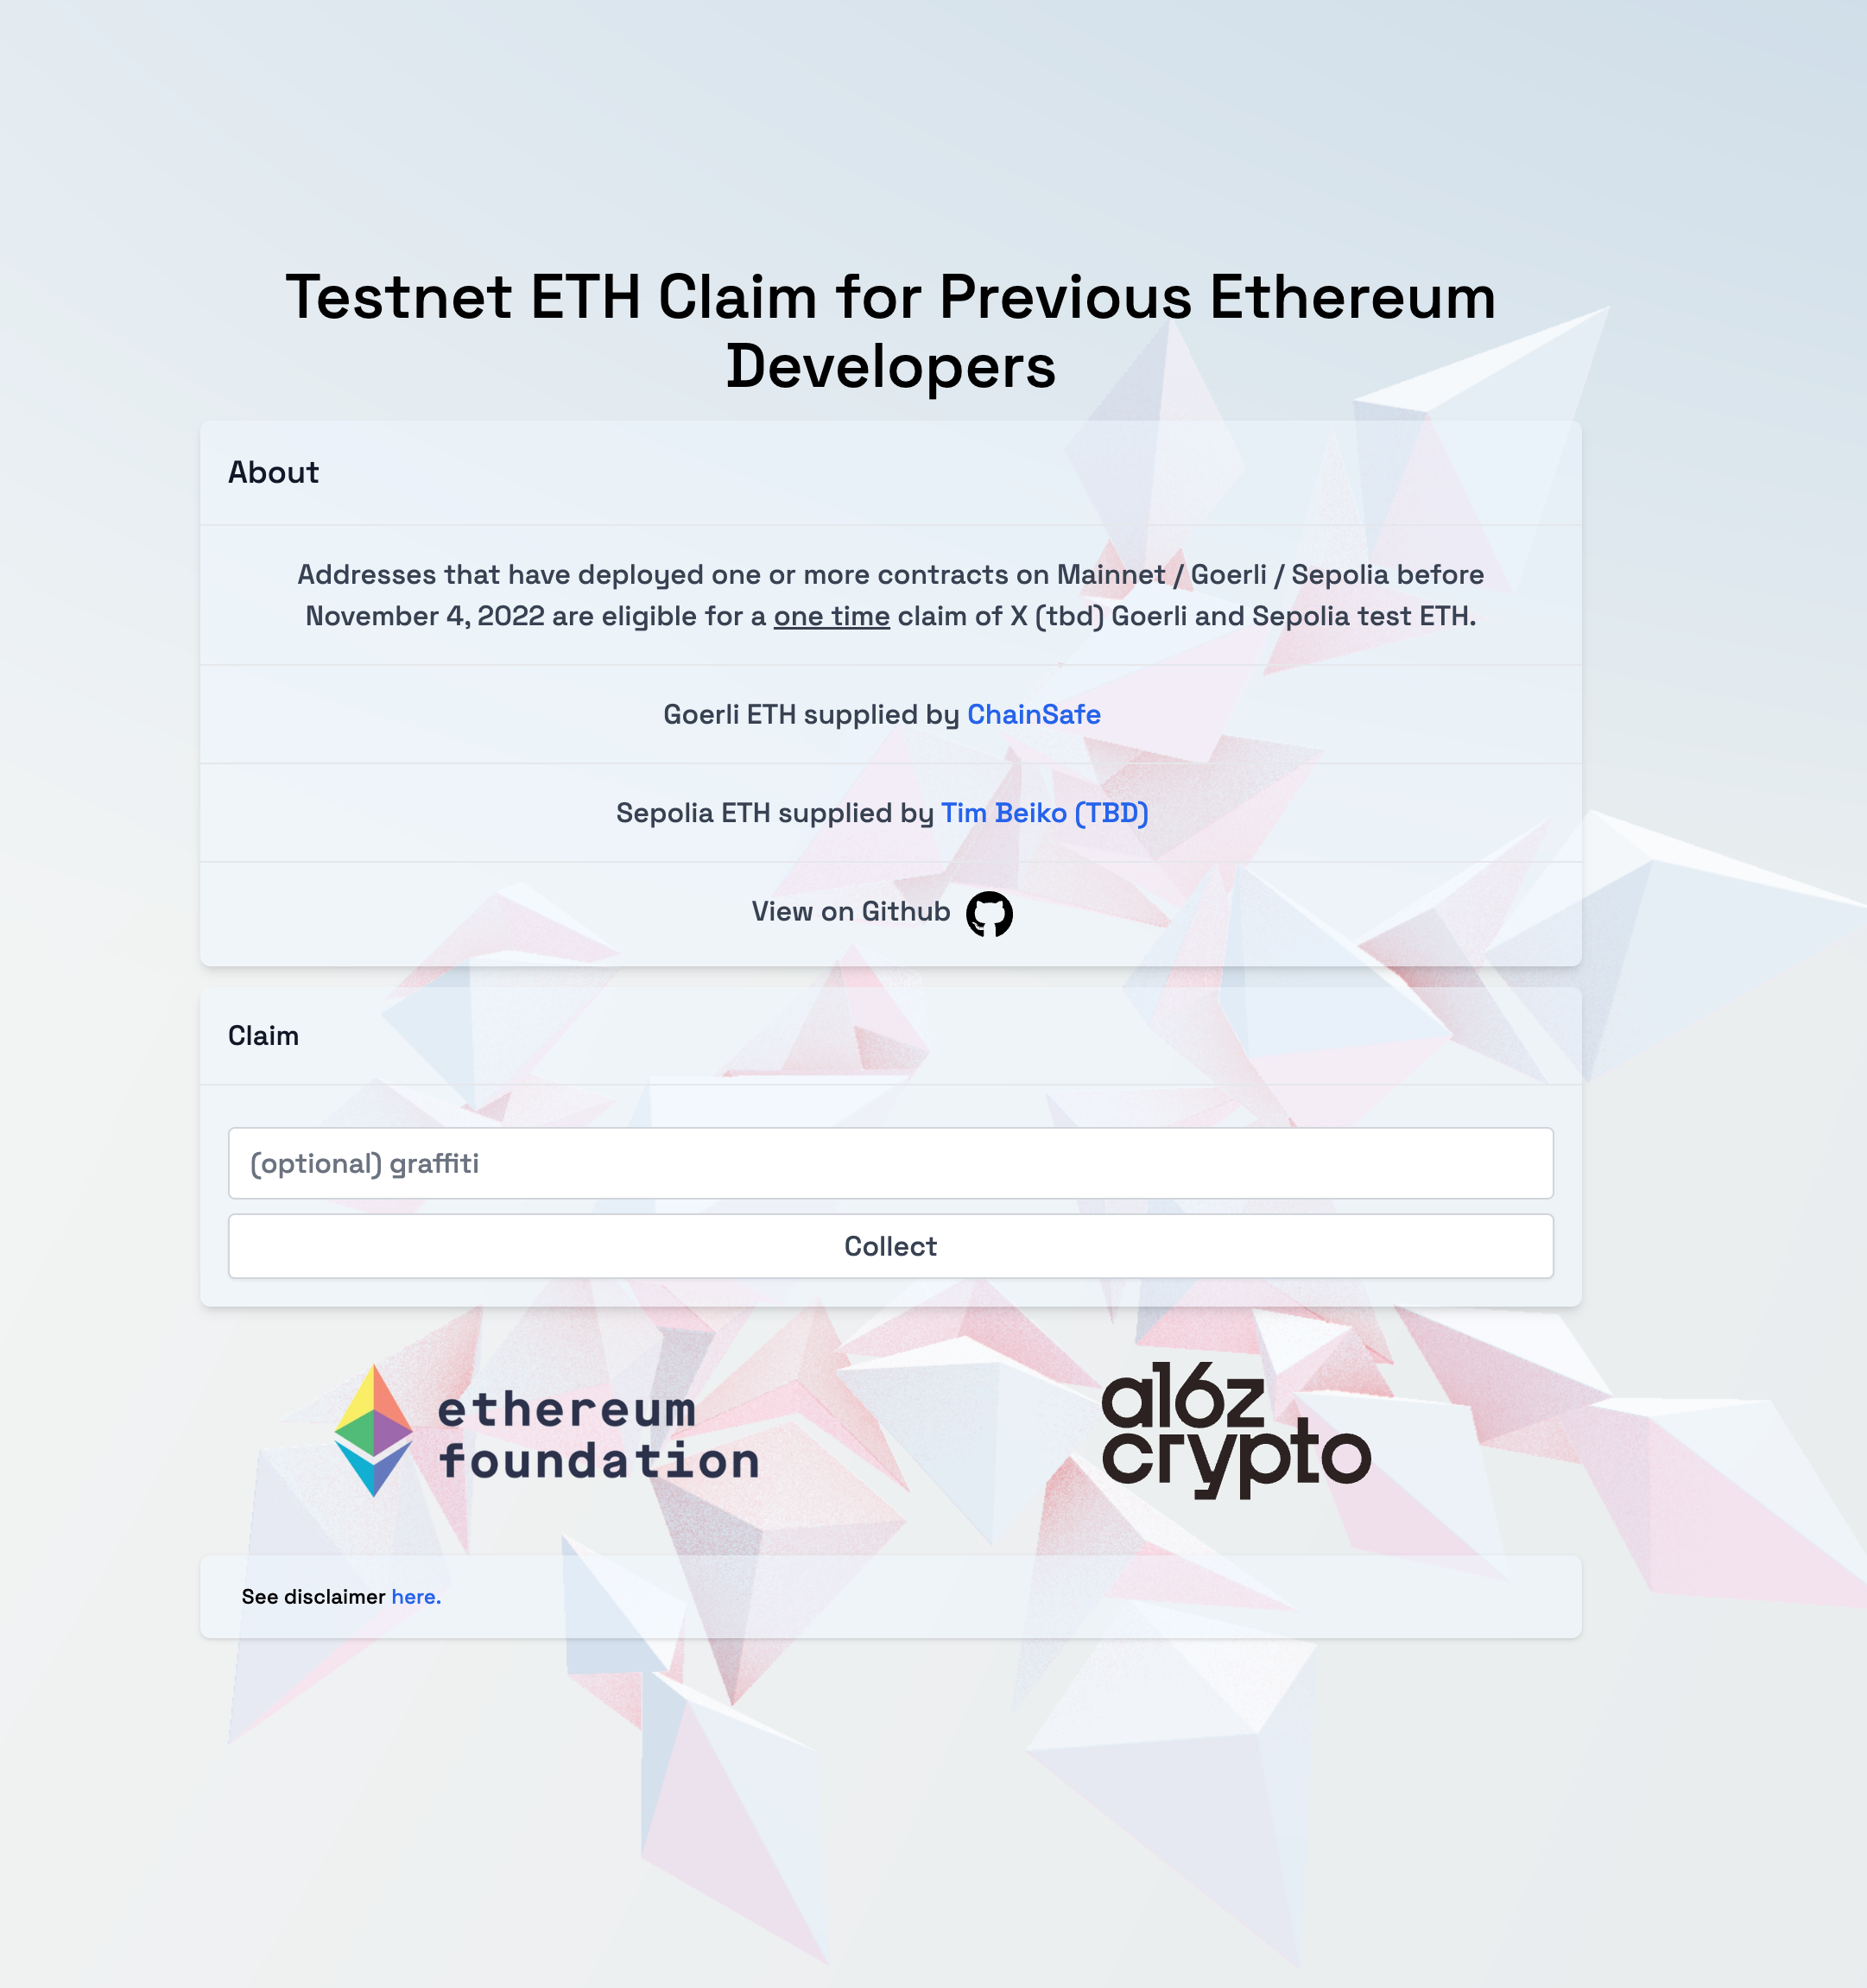 Testnet ETH Claim for Previous Ethereum
Developers
About
Addresses that have deployed one or more contracts on Mainnet / Goerli / Sepolia before
November 4, 2022 are eligible for a one time claim of X (tbd) Goerli and Sepolia test ETH.
Goerli ETH supplied by ChainSafe
Sepolia ETH supplied by Tim Beiko (TBD)
View on Github
Claim
(optional) graffiti
Collect
ethereum
foundation
a16z
crypto
See disclaimer here.